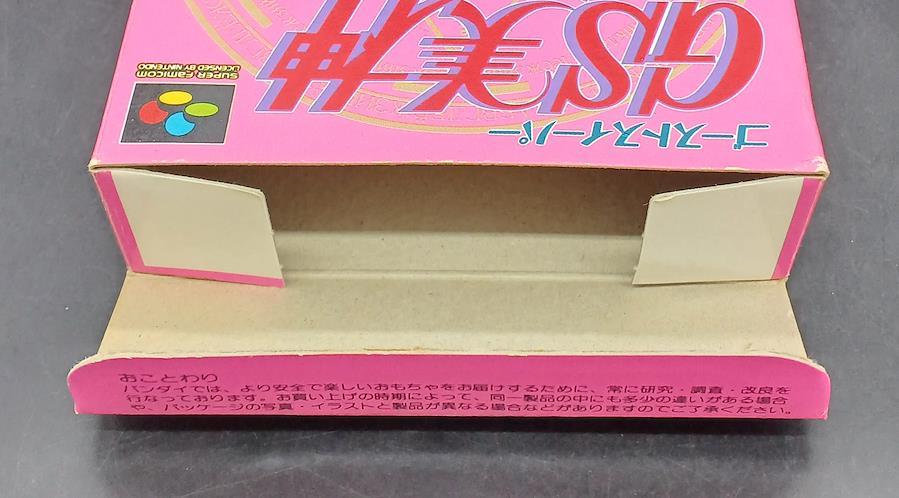 ゴーストスイーパー
GS美神
SUPER FAMICOM
LICENSED BY NINTENDO
おことわり
バンダイでは、より安全で楽しいおもちゃをお届けするために、常に研究・調査・改良を
行なっております。お買い上げの時期によって、同一製品の中にも多少の違いがある場合
や、パッケージの写真・イラストと製品が異なる場合などがありますのでご了承ください。